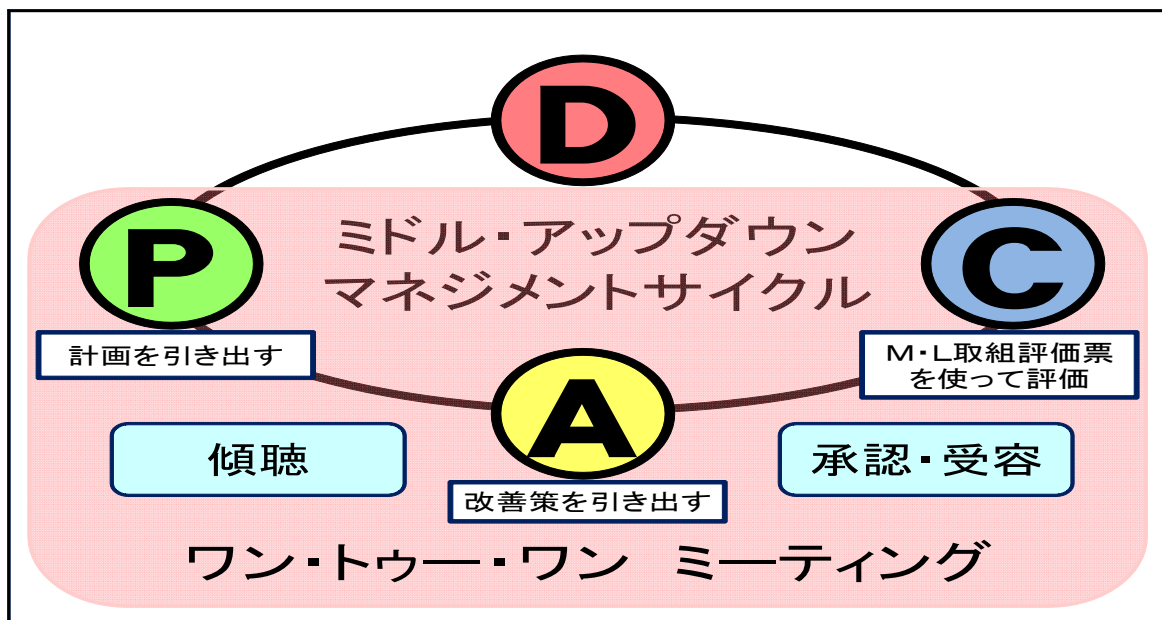 D
ミドル・アップダウン
マネジメントサイクル
P
C
計画を引き出す
M・L取組評価票
を使って評価
A
傾聴
承認・受容
改善策を引き出す
ワン・トゥー・ワン ミーティング